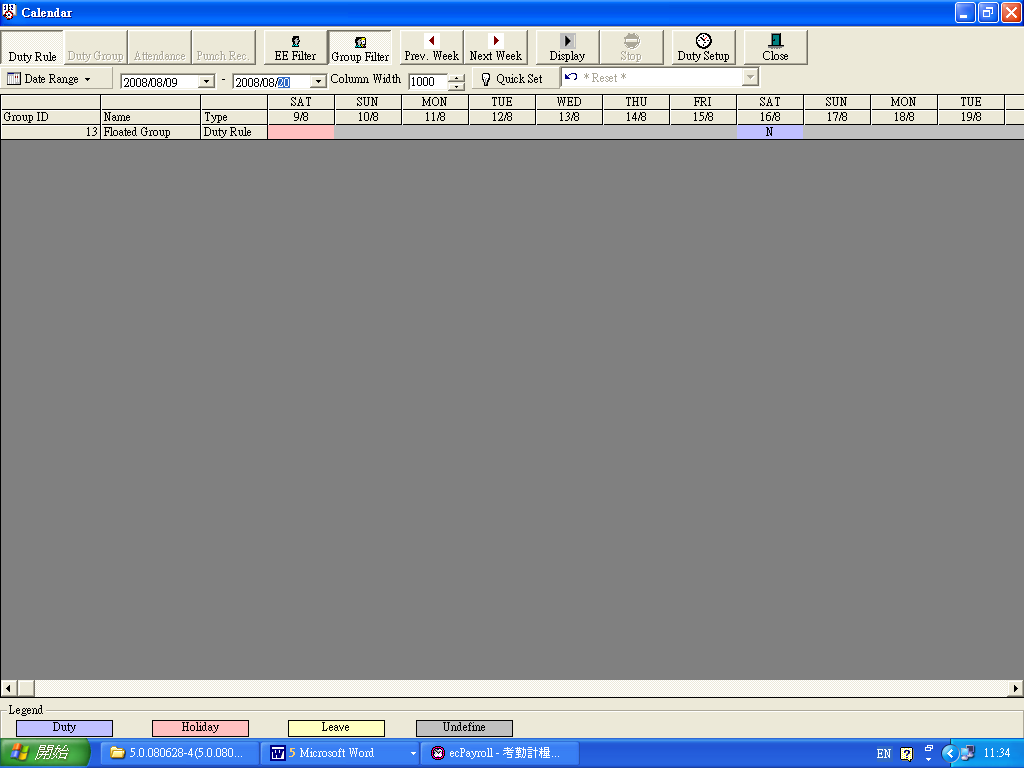 Calendar
Duty Rule Duty Group Attendance Punch Rec. EE Filter Group Filter Prev. Week Next Week Display Stop Duty Setup Close
Date Range 2008/08/09 - 2008/08/20 Column Width 1000 Quick Set * Reset *
SAT SUN MON TUE WED THU FRI SAT SUN MON TUE
Group ID Name Type 9/8 10/8 11/8 12/8 13/8 14/8 15/8 16/8 17/8 18/8 19/8
13 Floated Group Duty Rule N
Legend
Duty Holiday Leave Undefine
開始 5.0.080628-4(5.0.080... 5 Microsoft Word ecPayroll - 考勤計糧... EN 11:34